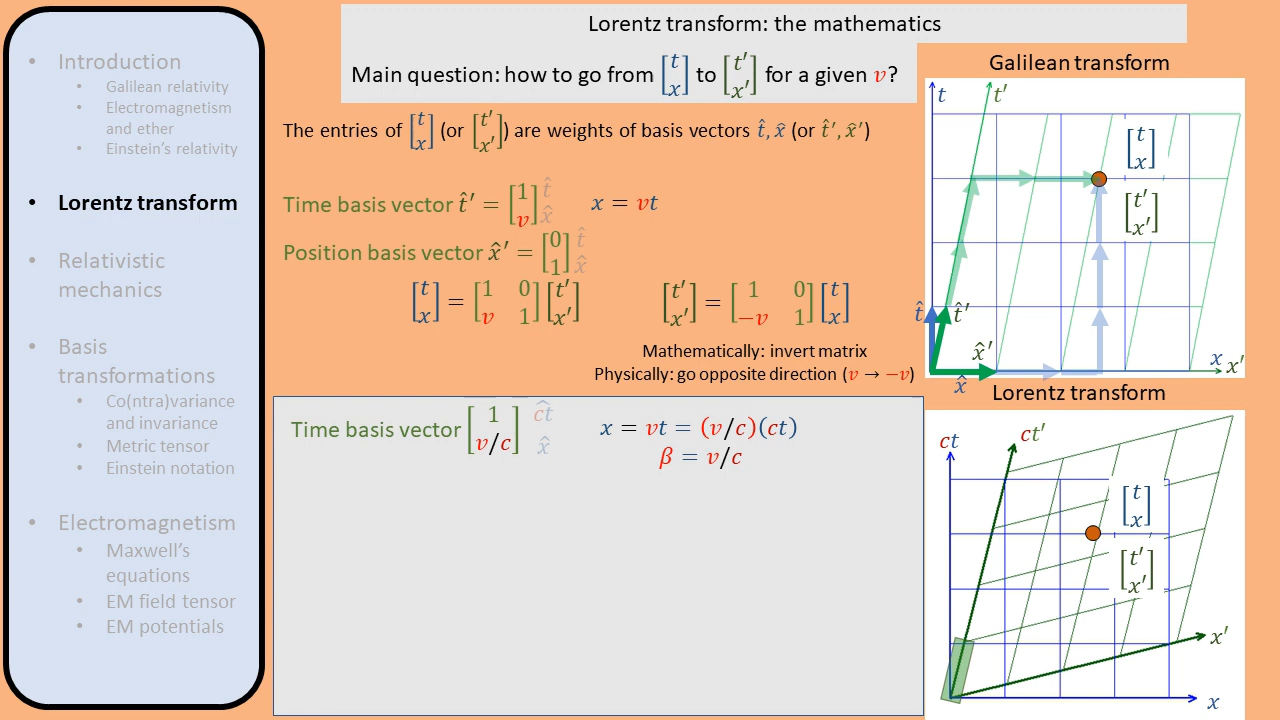 Introduction
Galilean relativity
Electromagnetism
and ether
Einstein's relativity
Lorentz transform
Relativistic
mechanics
Basis
transformations
Co(ntra)variance
and invariance
Metric tensor
Einstein notation
Electromagnetism
Maxwell's
equations
EM field tensor
EM potentials
Lorentz transform: the mathematics
Main question: how to go from [t x] to [t′ x′] for a given v?
The entries of [t x] (or [t′ x′]) are weights of basis vectors t̂, x̂ (or t̂′, x̂′)
Time basis vector t̂′ = [1 v] t̂ x̂ x = vt
Position basis vector x̂′ = [0 1] t̂ x̂
[t x] = [1 0 v 1] [t′ x′] [t′ x′] = [1 0 −v 1] [t x]
Mathematically: invert matrix
Physically: go opposite direction (v → −v)
Time basis vector [1 v/c] ĉt x̂ x = vt = (v/c)(ct)
β = v/c
Galilean transform
t t′
[t x]
[t′ x′]
t̂ t̂′
x̂′
x x′
x̂
Lorentz transform
ct ct′
[t x]
[t′ x′]
x′
x